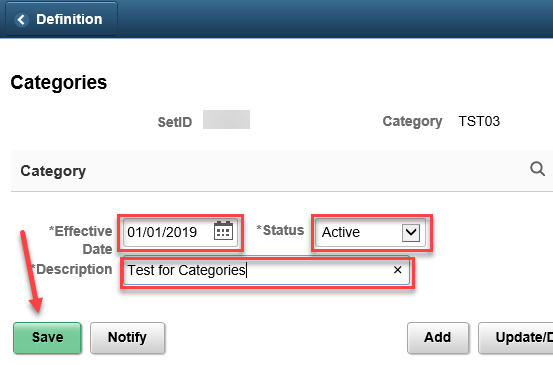 Definition
Categories
SetID Category TST03
Category
*Effective Date 01/01/2019 *Status Active
*Description Test for Categories
Save Notify Add Update/D